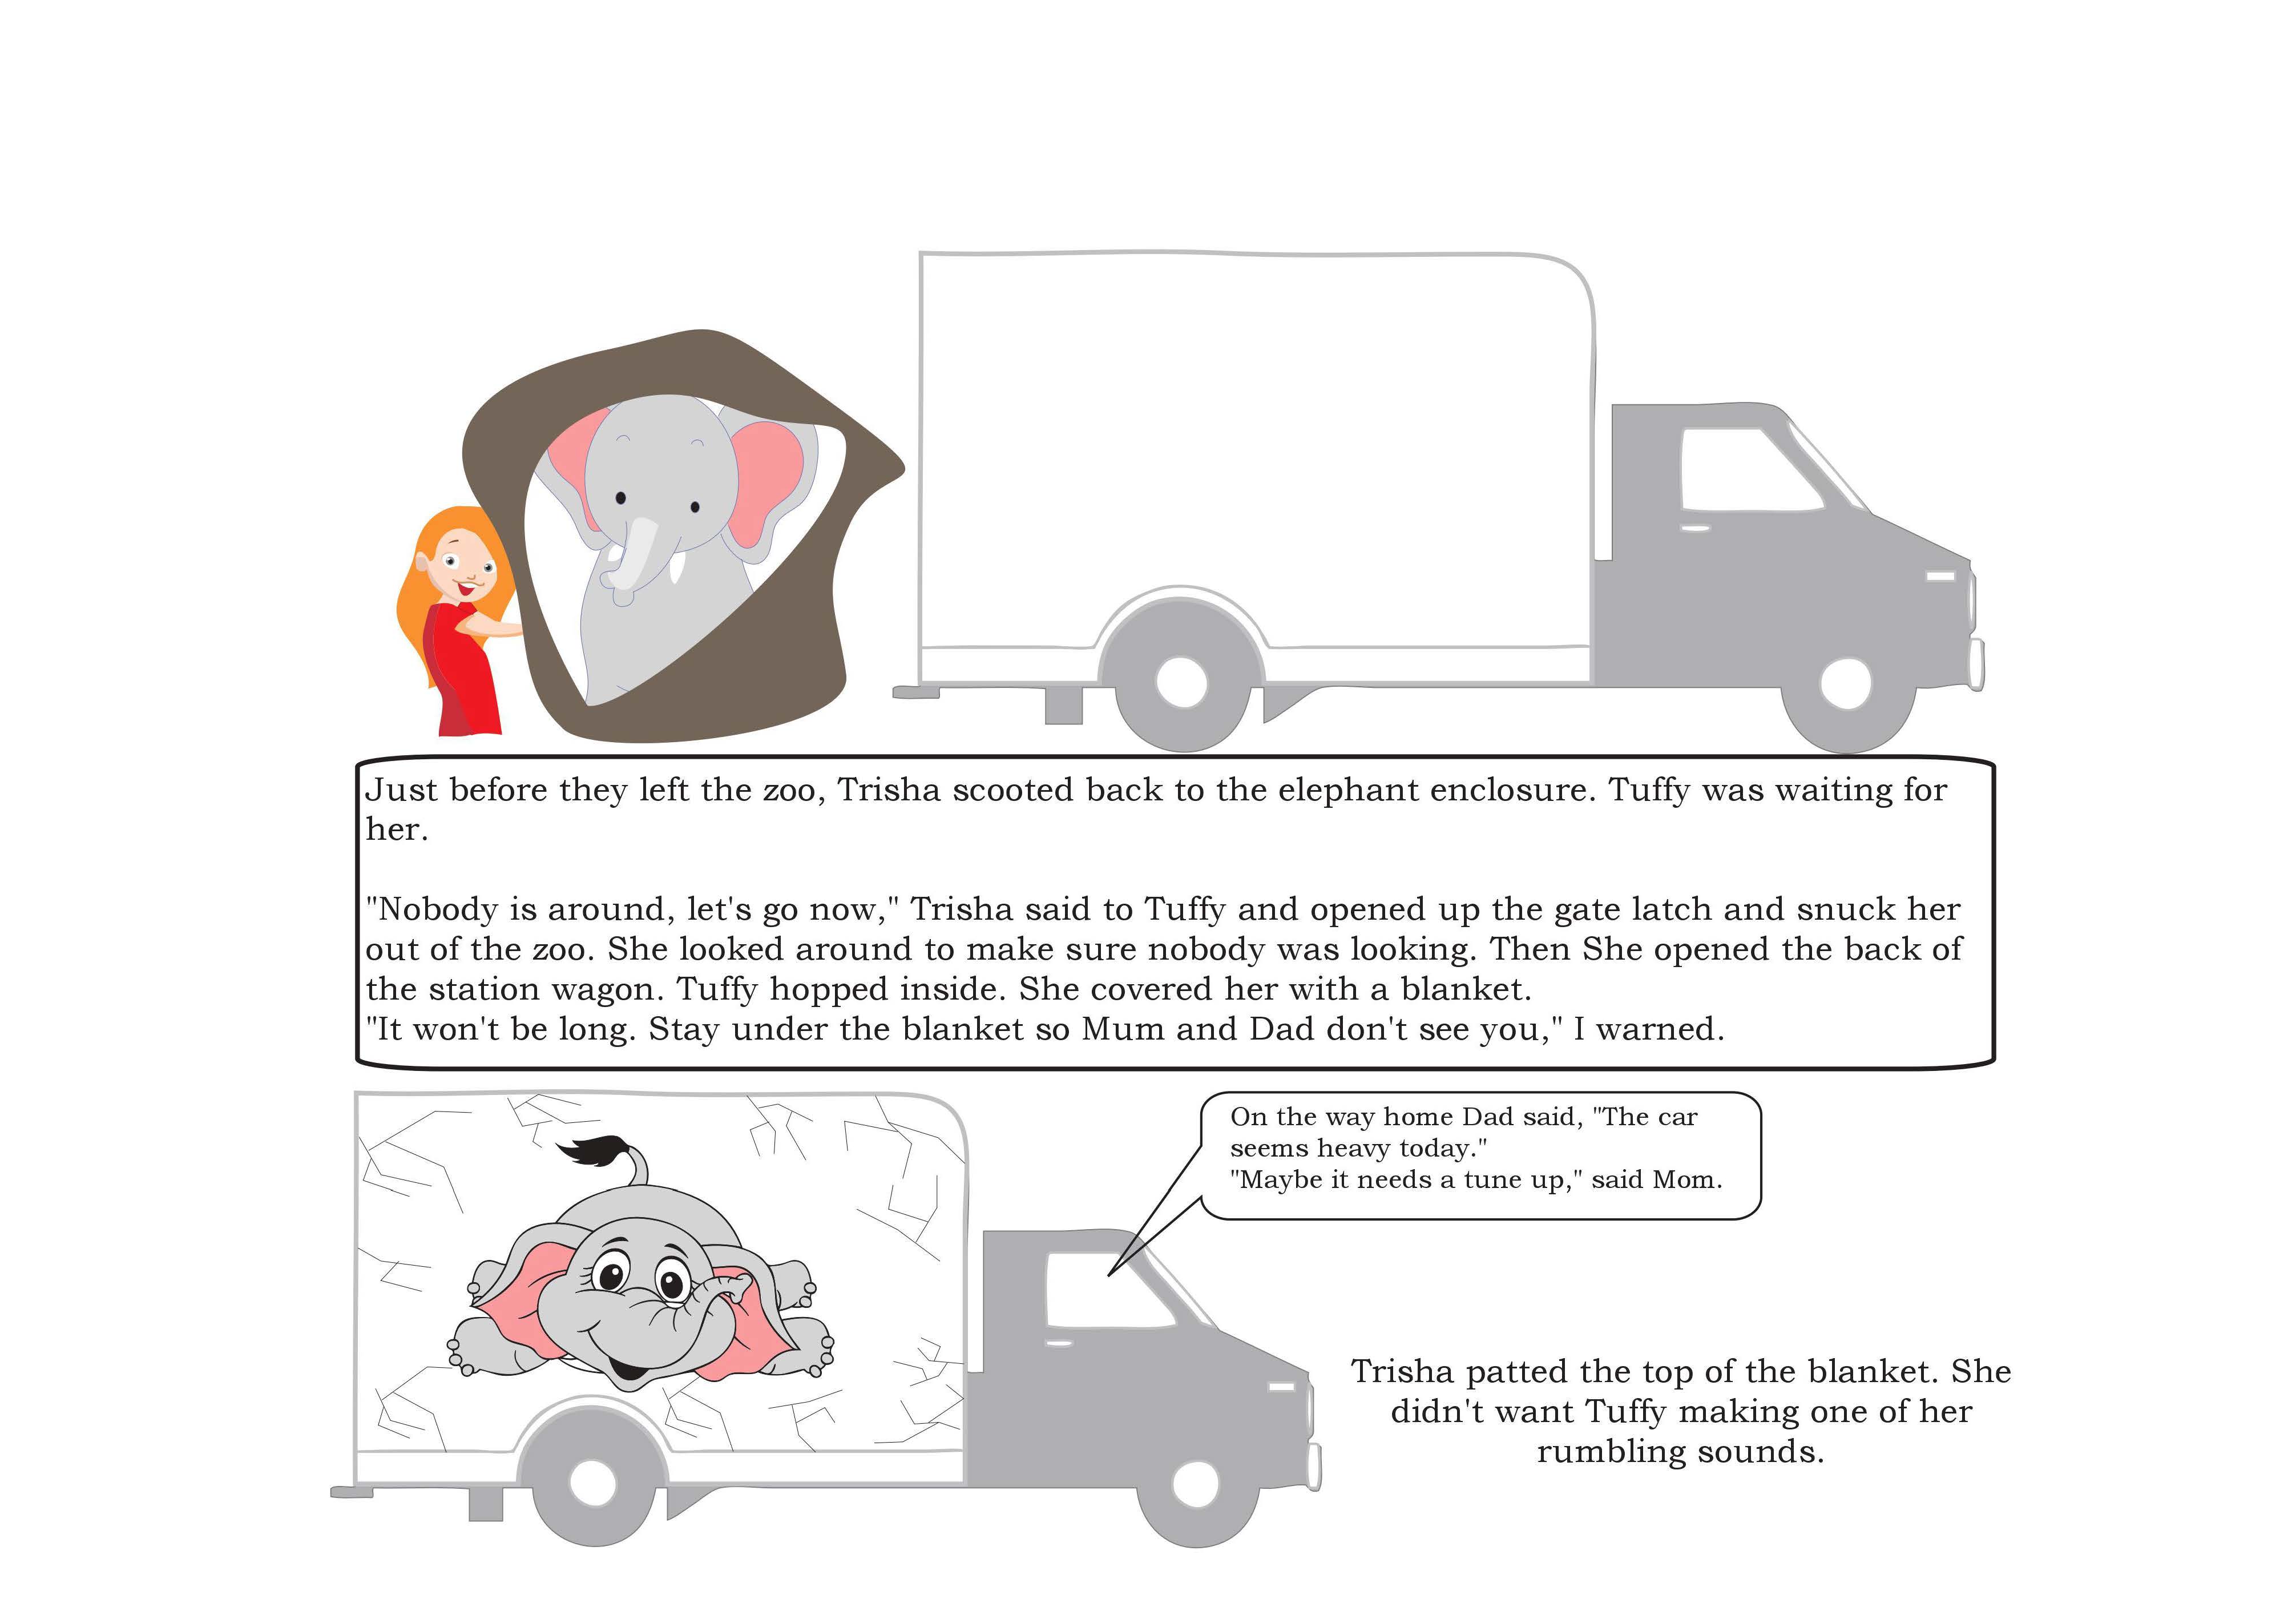 Just before they left the zoo, Trisha scooted back to the elephant enclosure. Tuffy was waiting for
her.
"Nobody is around, let's go now," Trisha said to Tuffy and opened up the gate latch and snuck her
out of the zoo. She looked around to make sure nobody was looking. Then She opened the back of
the station wagon. Tuffy hopped inside. She covered her with a blanket.
"It won't be long. Stay under the blanket so Mum and Dad don't see you," I warned.
On the way home Dad said, "The car
seems heavy today."
"Maybe it needs a tune up," said Mom.
Trisha patted the top of the blanket. She
didn't want Tuffy making one of her
rumbling sounds.